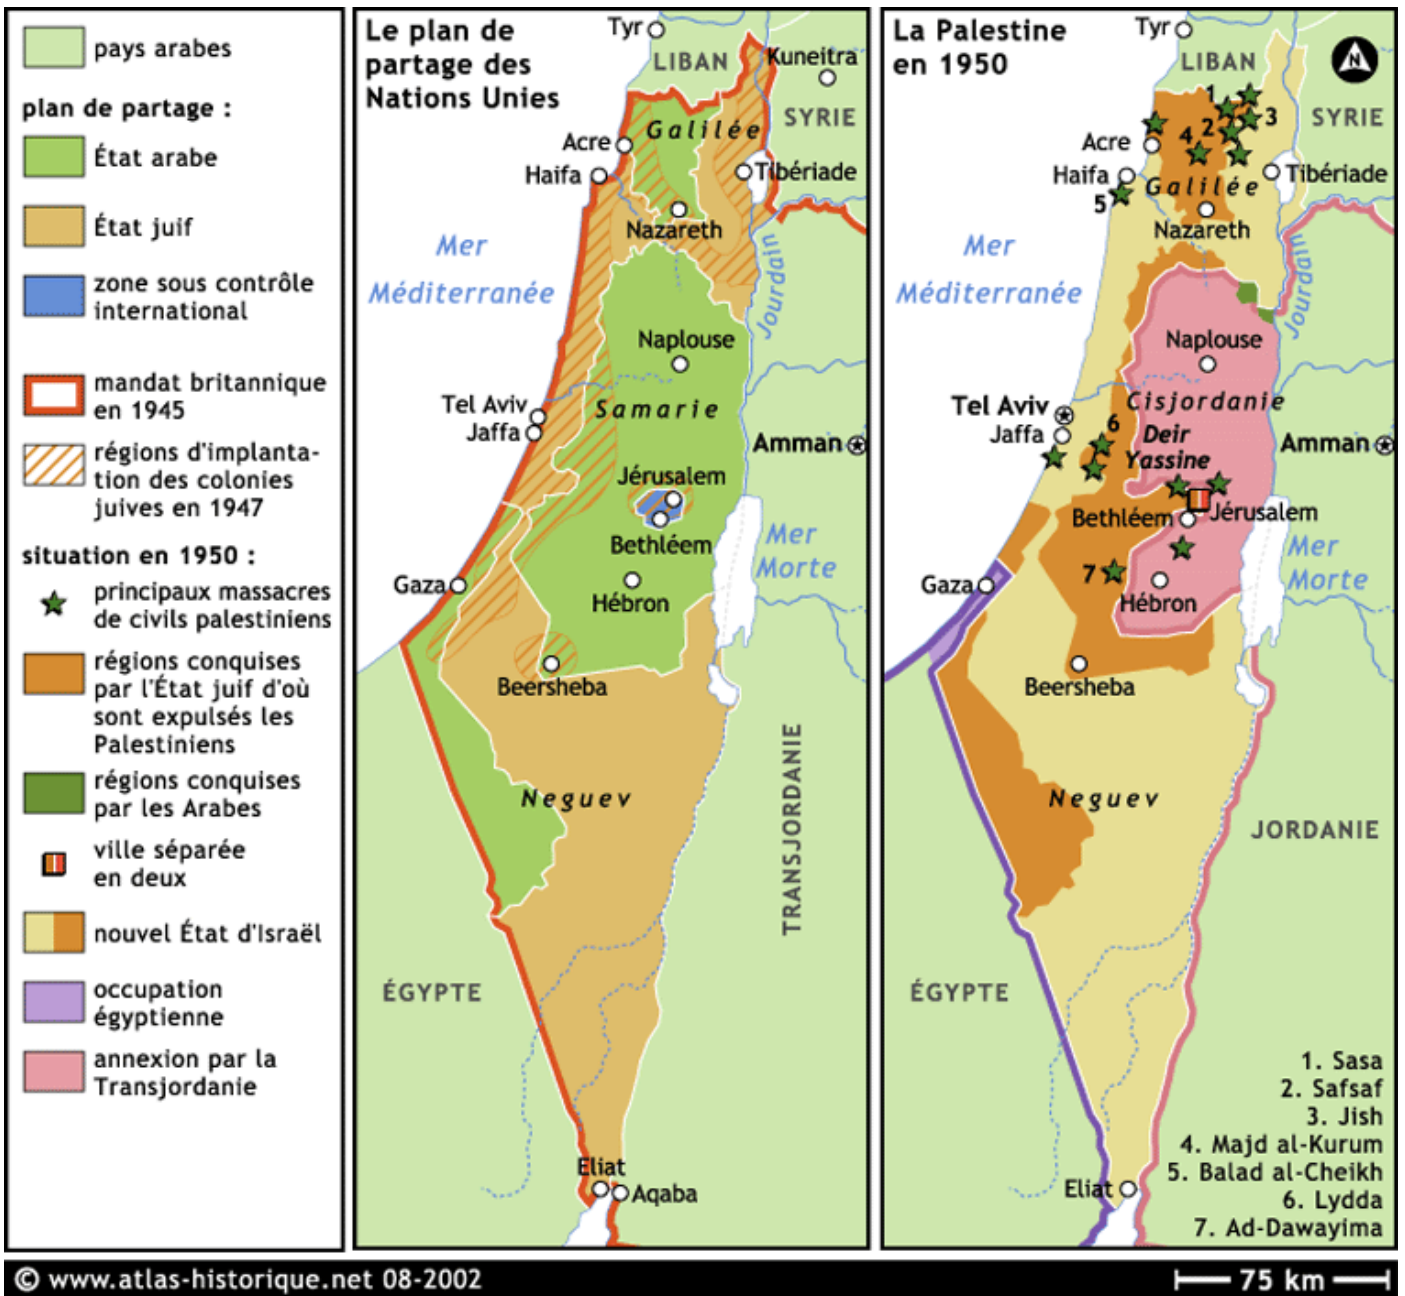 pays arabes
plan de partage :
État arabe
État juif
zone sous contrôle
international
mandat britannique
en 1945
régions d'implanta-
tion des colonies
juives en 1947
situation en 1950 :
principaux massacres
de civils palestiniens
régions conquises
par l'État juif d'où
sont expulsés les
Palestiniens
régions conquises
par les Arabes
ville séparée
en deux
nouvel État d'Israël
occupation
égyptienne
annexion par la
Transjordanie
Le plan de
partage des
Nations Unies
Tyr
LIBAN
Kuneitra
SYRIE
Galilée
Acre
Haifa
Tibériade
Nazareth
Mer
Méditerranée
Jourdain
Naplouse
Tel Aviv
Jaffa
Samarie
Amman
Jérusalem
Bethléem
Mer
Morte
Gaza
Hébron
Beersheba
TRANSJORDANIE
Neguev
ÉGYPTE
Eliat
Aqaba
La Palestine
en 1950
N
Tyr
LIBAN
SYRIE
1
3
2
4
Acre
Haifa
Tibériade
Galilée
5
Nazareth
Mer
Méditerranée
Jourdain
Naplouse
Cisjordanie
Tel Aviv
Jaffa
6
Deir
Yassine
Amman
Bethléem
Jérusalem
Mer
Morte
7
Gaza
Hébron
Beersheba
Neguev
JORDANIE
ÉGYPTE
Eliat
1. Sasa
2. Safsaf
3. Jish
4. Majd al-Kurum
5. Balad al-Cheikh
6. Lydda
7. Ad-Dawayima
© www.atlas-historique.net 08-2002
75 km